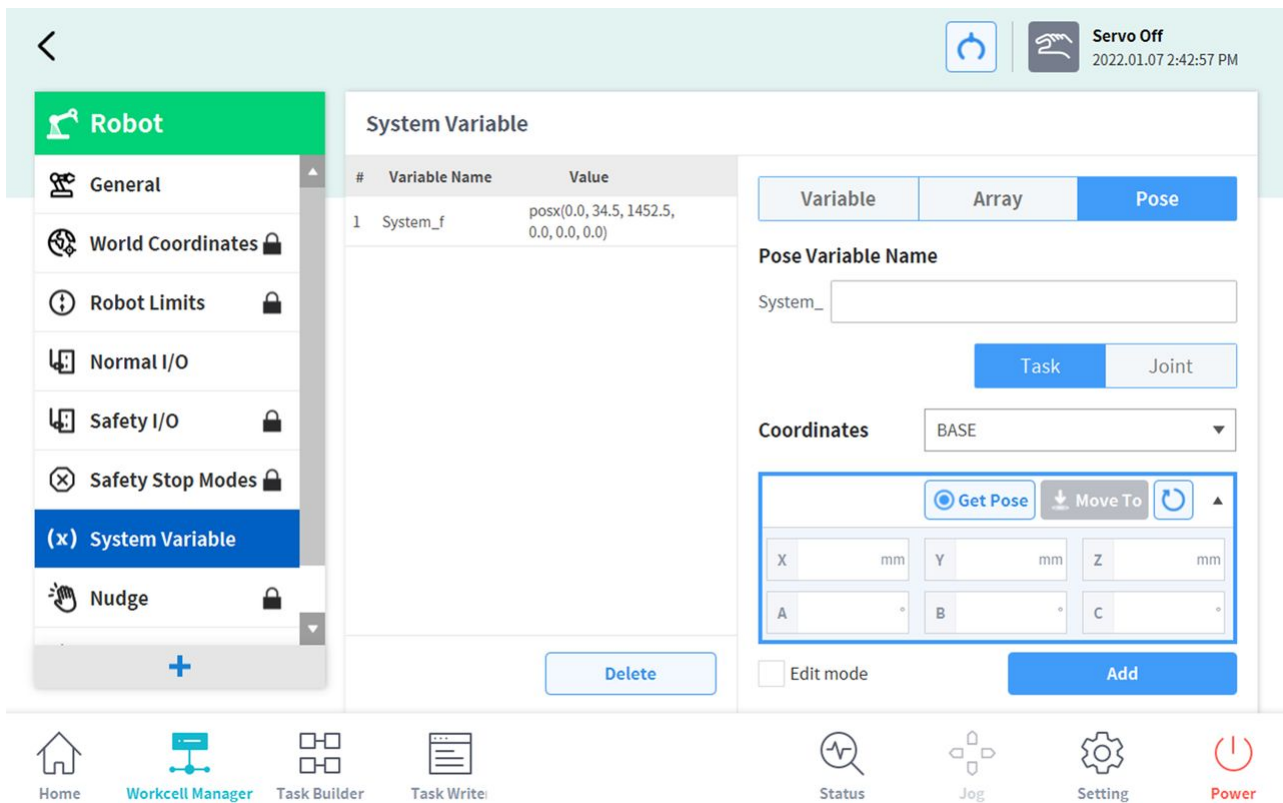 Servo Off
2022.01.07 2:42:57 PM
Robot
General
World Coordinates
Robot Limits
Normal I/O
Safety I/O
Safety Stop Modes
(x) System Variable
Nudge
+
System Variable
# Variable Name Value
1 System_f posx(0.0, 34.5, 1452.5,
0.0, 0.0, 0.0)
Delete
Variable Array Pose
Pose Variable Name
System_
Task Joint
Coordinates BASE
Get Pose Move To
X mm Y mm Z mm
A ° B ° C °
Edit mode Add
Home Workcell Manager Task Builder Task Write Status Jog Setting Power